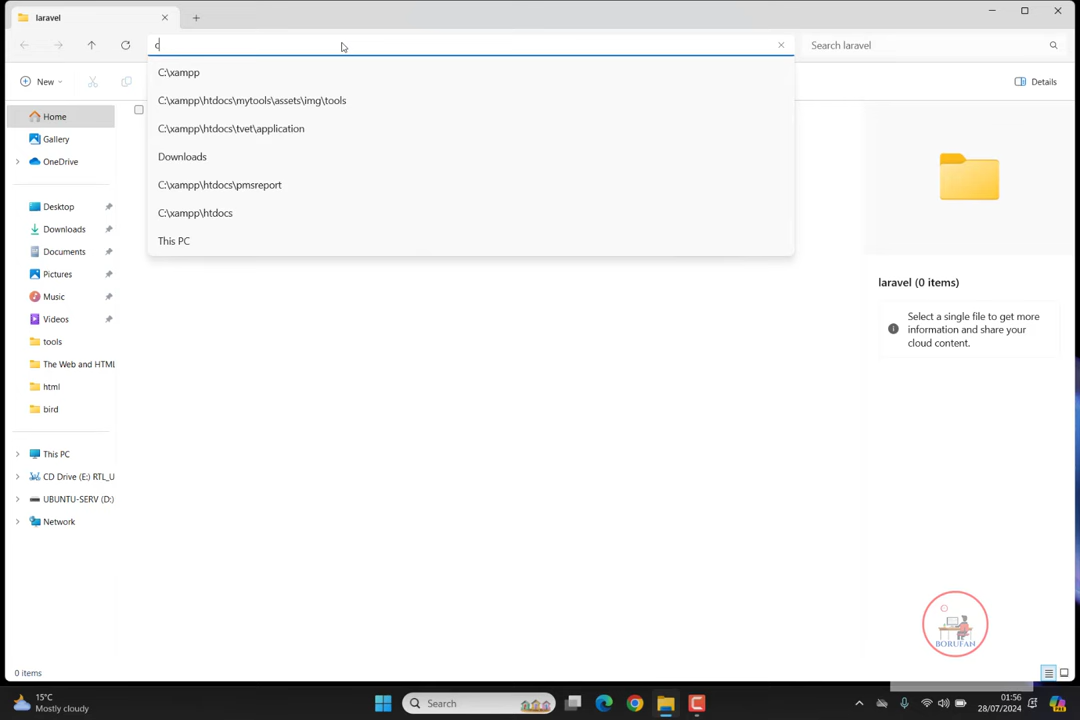 laravel
c
Search laravel
New
Details
C:\xampp
C:\xampp\htdocs\mytools\assets\img\tools
C:\xampp\htdocs\tvet\application
Downloads
C:\xampp\htdocs\pmsreport
C:\xampp\htdocs
This PC
Home
Gallery
OneDrive
Desktop
Downloads
Documents
Pictures
Music
Videos
tools
The Web and HTML
html
bird
This PC
CD Drive (E:) RTL_U
UBUNTU-SERV (D:)
Network
laravel (0 items)
Select a single file to get more
information and share your
cloud content.
BORUFAN
0 items
15°C
Mostly cloudy
Search
01:56
28/07/2024